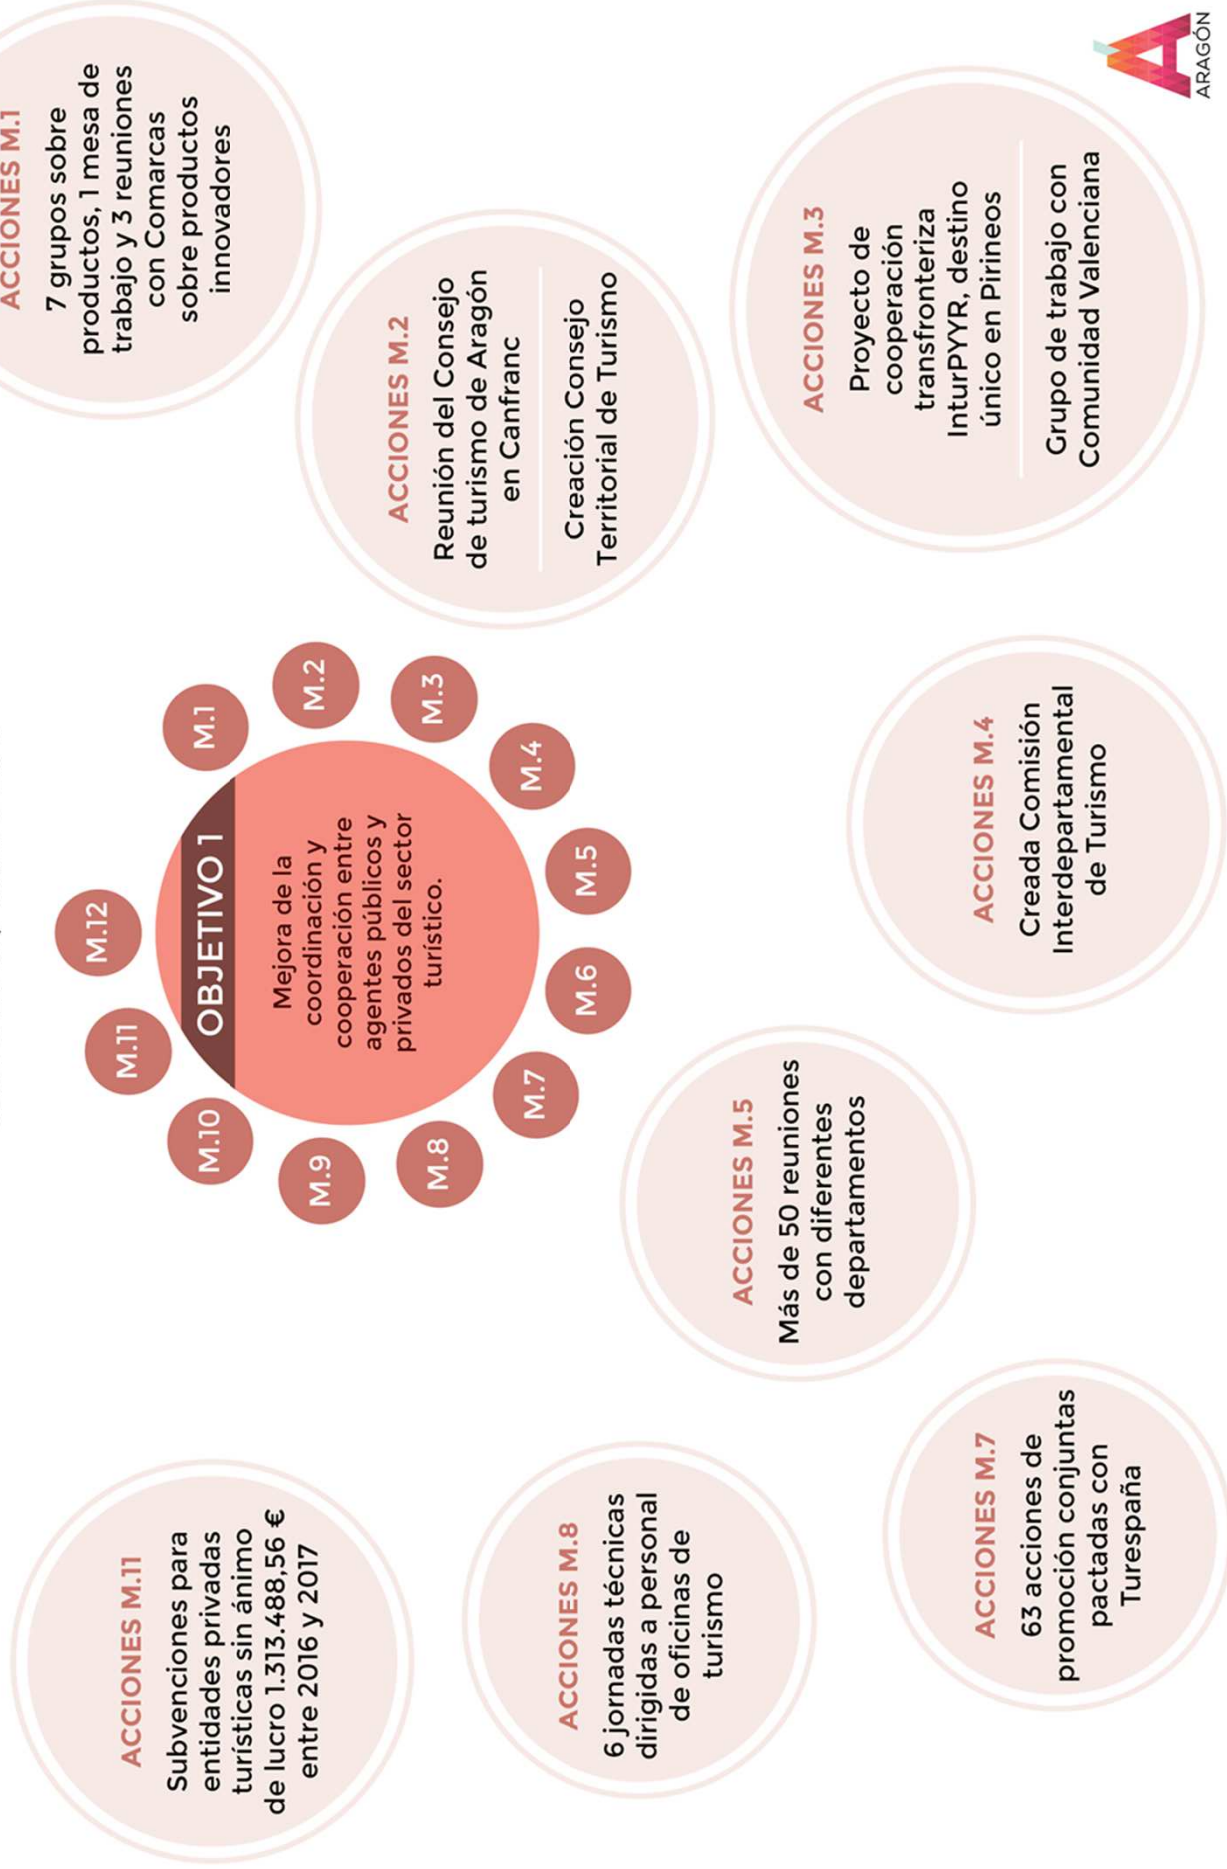 OBJETIVO 1
Mejora de la
coordinación y
cooperación entre
agentes públicos y
privados del sector
turístico.
M.1
M.2
M.3
M.4
M.5
M.6
M.7
M.8
M.9
M.10
M.11
M.12
ACCIONES M.1
7 grupos sobre
productos, 1 mesa de
trabajo y 3 reuniones
con Comarcas
sobre productos
innovadores
ACCIONES M.2
Reunión del Consejo
de turismo de Aragón
en Canfranc
Creación Consejo
Territorial de Turismo
ACCIONES M.3
Proyecto de
cooperación
transfronteriza
InturPYYR, destino
único en Pirineos
Grupo de trabajo con
Comunidad Valenciana
ACCIONES M.4
Creada Comisión
Interdepartamental
de Turismo
ACCIONES M.5
Más de 50 reuniones
con diferentes
departamentos
ACCIONES M.7
63 acciones de
promoción conjuntas
pactadas con
Turespaña
ACCIONES M.8
6 jornadas técnicas
dirigidas a personal
de oficinas de
turismo
ACCIONES M.11
Subvenciones para
entidades privadas
turísticas sin ánimo
de lucro 1.313.488,56 €
entre 2016 y 2017
ARAGÓN